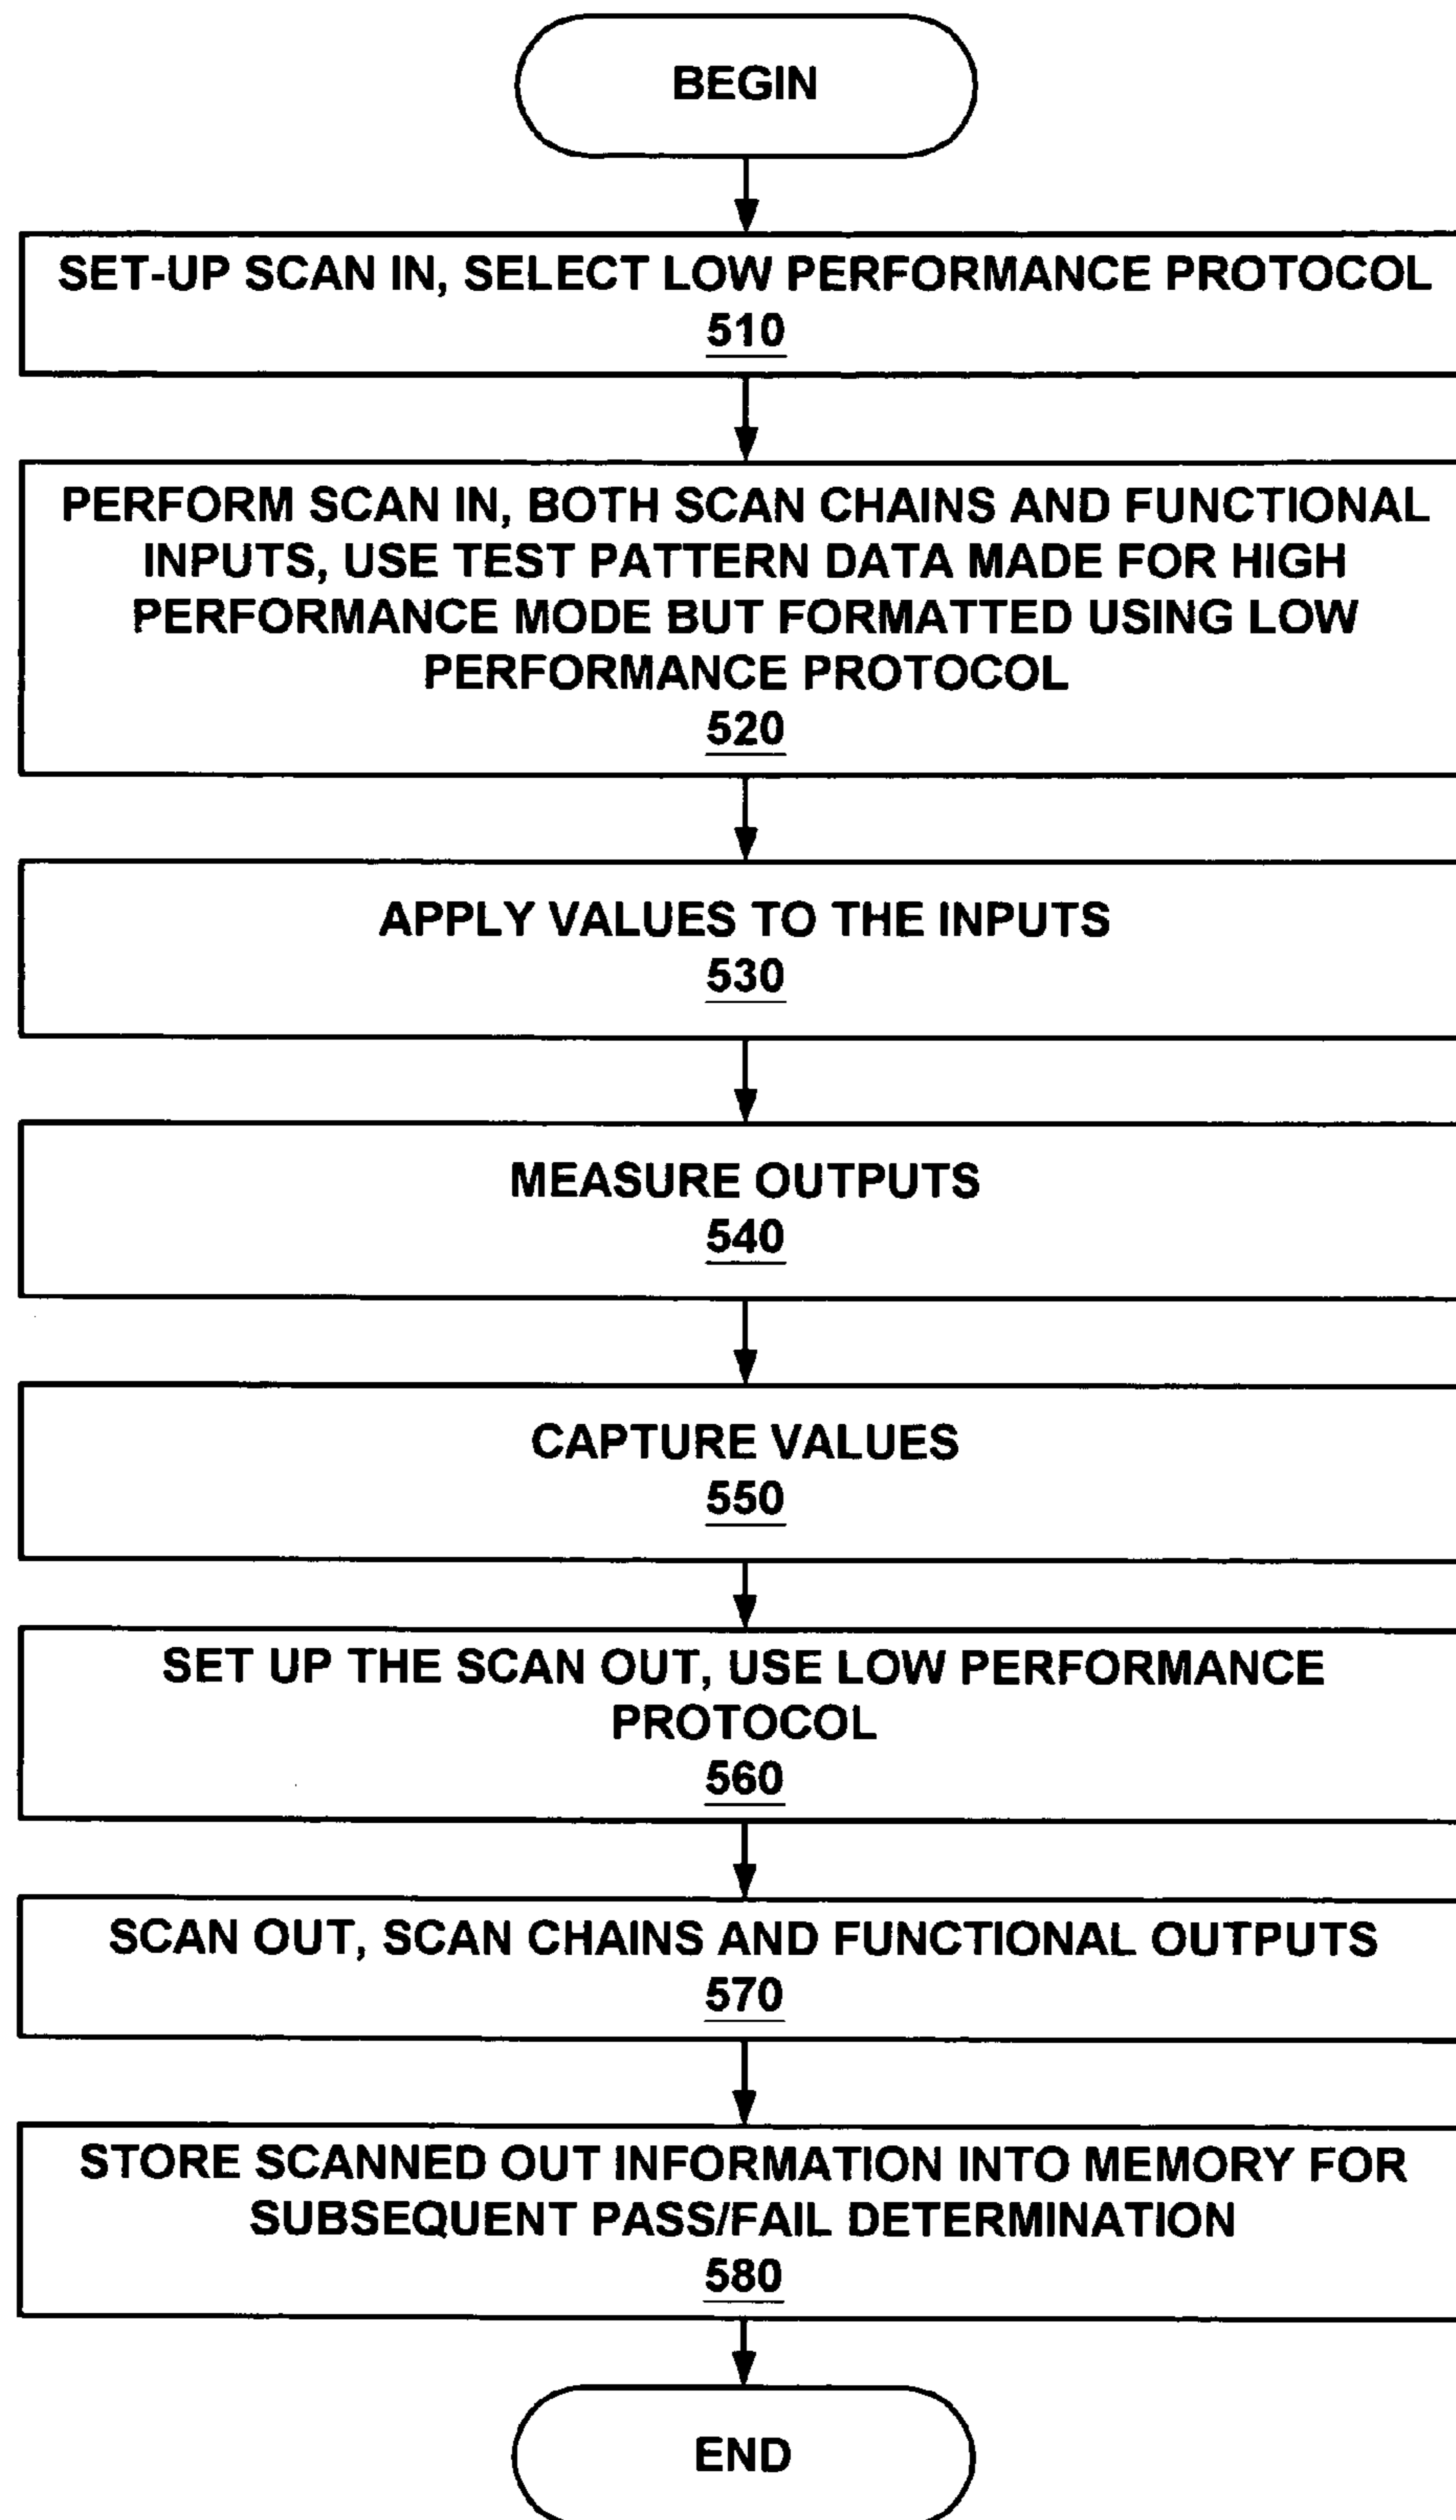 BEGIN
SET-UP SCAN IN, SELECT LOW PERFORMANCE PROTOCOL
510
PERFORM SCAN IN, BOTH SCAN CHAINS AND FUNCTIONAL
INPUTS, USE TEST PATTERN DATA MADE FOR HIGH
PERFORMANCE MODE BUT FORMATTED USING LOW
PERFORMANCE PROTOCOL
520
APPLY VALUES TO THE INPUTS
530
MEASURE OUTPUTS
540
CAPTURE VALUES
550
SET UP THE SCAN OUT, USE LOW PERFORMANCE
PROTOCOL
560
SCAN OUT, SCAN CHAINS AND FUNCTIONAL OUTPUTS
570
STORE SCANNED OUT INFORMATION INTO MEMORY FOR
SUBSEQUENT PASS/FAIL DETERMINATION
580
END